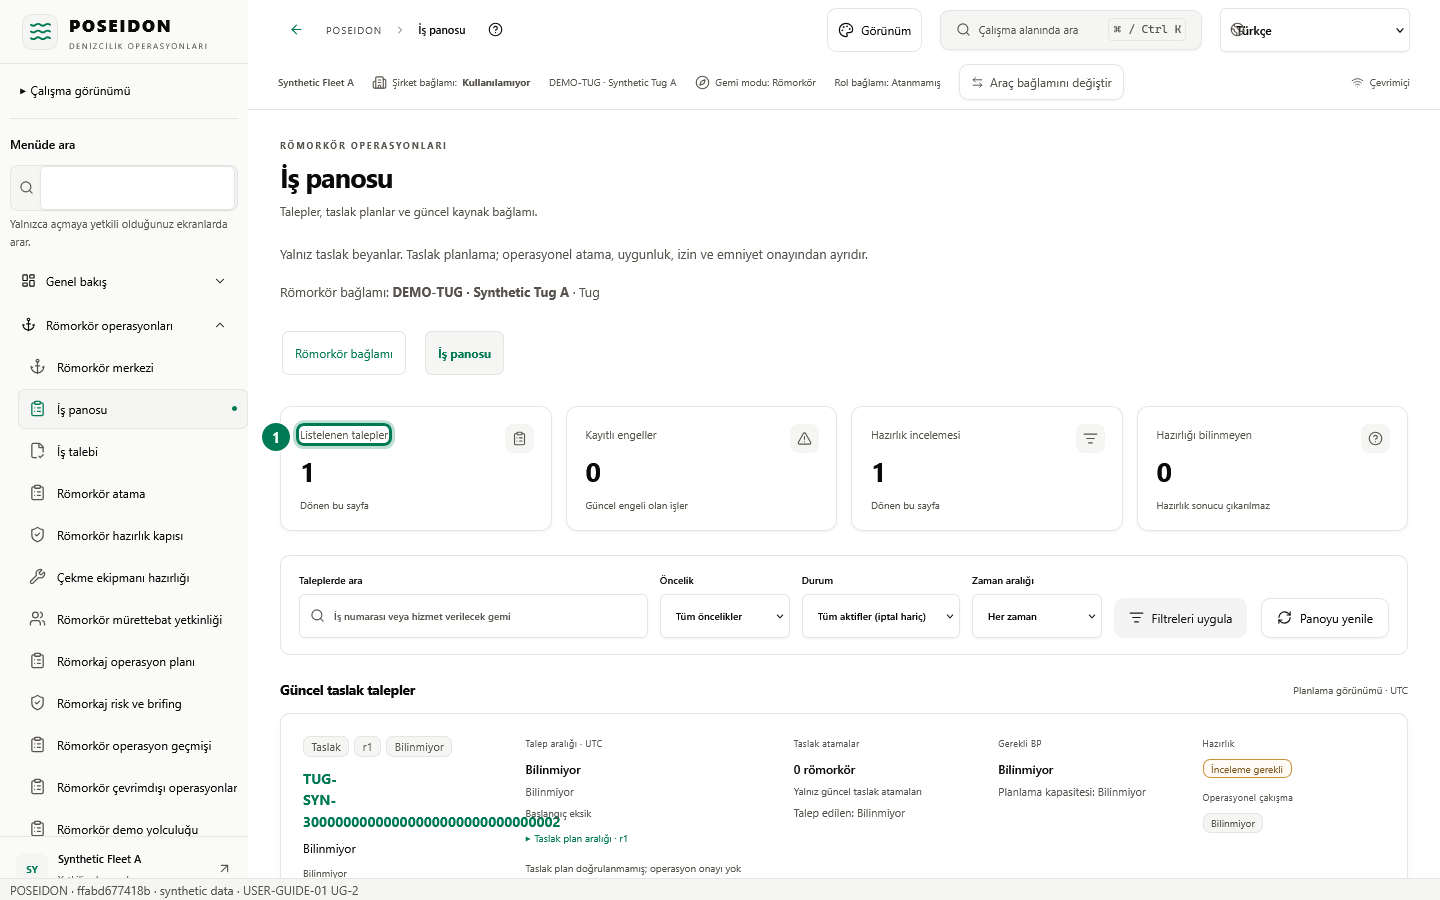 POSEIDON
DENİZCİLİK OPERASYONLARI
Çalışma görünümü
Menüde ara
Yalnızca açmaya yetkili olduğunuz ekranlarda
arar.
Genel bakış
Römorkör operasyonları
Römorkör merkezi
İş panosu
İş talebi
Römorkör atama
Römorkör hazırlık kapısı
Çekme ekipmanı hazırlığı
Römorkör mürettebat yetkinliği
Römorkaj operasyon planı
Römorkaj risk ve brifing
Römorkör operasyon geçmişi
Römorkör çevrimdışı operasyonlar
Römorkör demo yolculuğu
SY
Synthetic Fleet A
POSEIDON
İş panosu
Görünüm
Çalışma alanında ara
⌘ / Ctrl K
Türkçe
Synthetic Fleet A
Şirket bağlamı: Kullanılamıyor
DEMO-TUG · Synthetic Tug A
Gemi modu: Römorkör
Rol bağlamı: Atanmamış
Araç bağlamını değiştir
Çevrimiçi
RÖMORKÖR OPERASYONLARI
İş panosu
Talepler, taslak planlar ve güncel kaynak bağlamı.
Yalnız taslak beyanlar. Taslak planlama; operasyonel atama, uygunluk, izin ve emniyet onayından ayrıdır.
Römorkör bağlamı: DEMO-TUG · Synthetic Tug A · Tug
Römorkör bağlamı
İş panosu
1
Listelenen talepler
1
Dönen bu sayfa
Kayıtlı engeller
0
Güncel engeli olan işler
Hazırlık incelemesi
1
Dönen bu sayfa
Hazırlığı bilinmeyen
0
Hazırlık sonucu çıkarılmaz
Taleplerde ara
İş numarası veya hizmet verilecek gemi
Öncelik
Tüm öncelikler
Durum
Tüm aktifler (iptal hariç)
Zaman aralığı
Her zaman
Filtreleri uygula
Panoyu yenile
Güncel taslak talepler
Planlama görünümü · UTC
Taslak
r1
Bilinmiyor
TUG-
SYN-
Bilinmiyor
Bilinmiyor
Talep aralığı · UTC
Bilinmiyor
Bilinmiyor
Başlangıç eksik
Taslak plan aralığı · r1
Taslak plan doğrulanmamış; operasyon onayı yok
Taslak atamalar
0 römorkör
Yalnız güncel taslak atamaları
Talep edilen: Bilinmiyor
Gerekli BP
Bilinmiyor
Planlama kapasitesi: Bilinmiyor
Hazırlık
İnceleme gerekli
Operasyonel çakışma
Bilinmiyor
POSEIDON · ffabd677418b · synthetic data · USER-GUIDE-01 UG-2